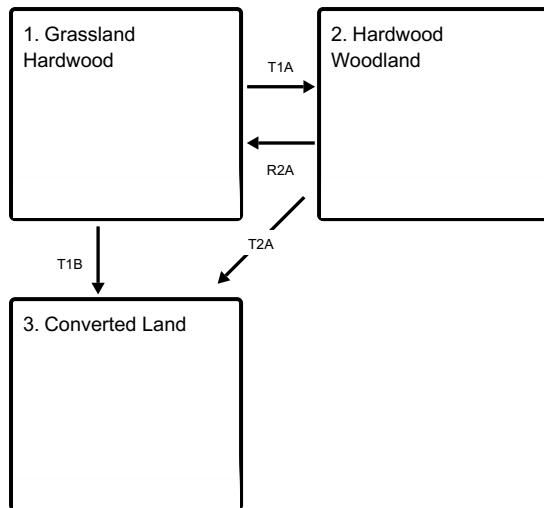 1. Grassland
Hardwood
2. Hardwood
Woodland
T1A
R2A
T2A
T1B
3. Converted Land